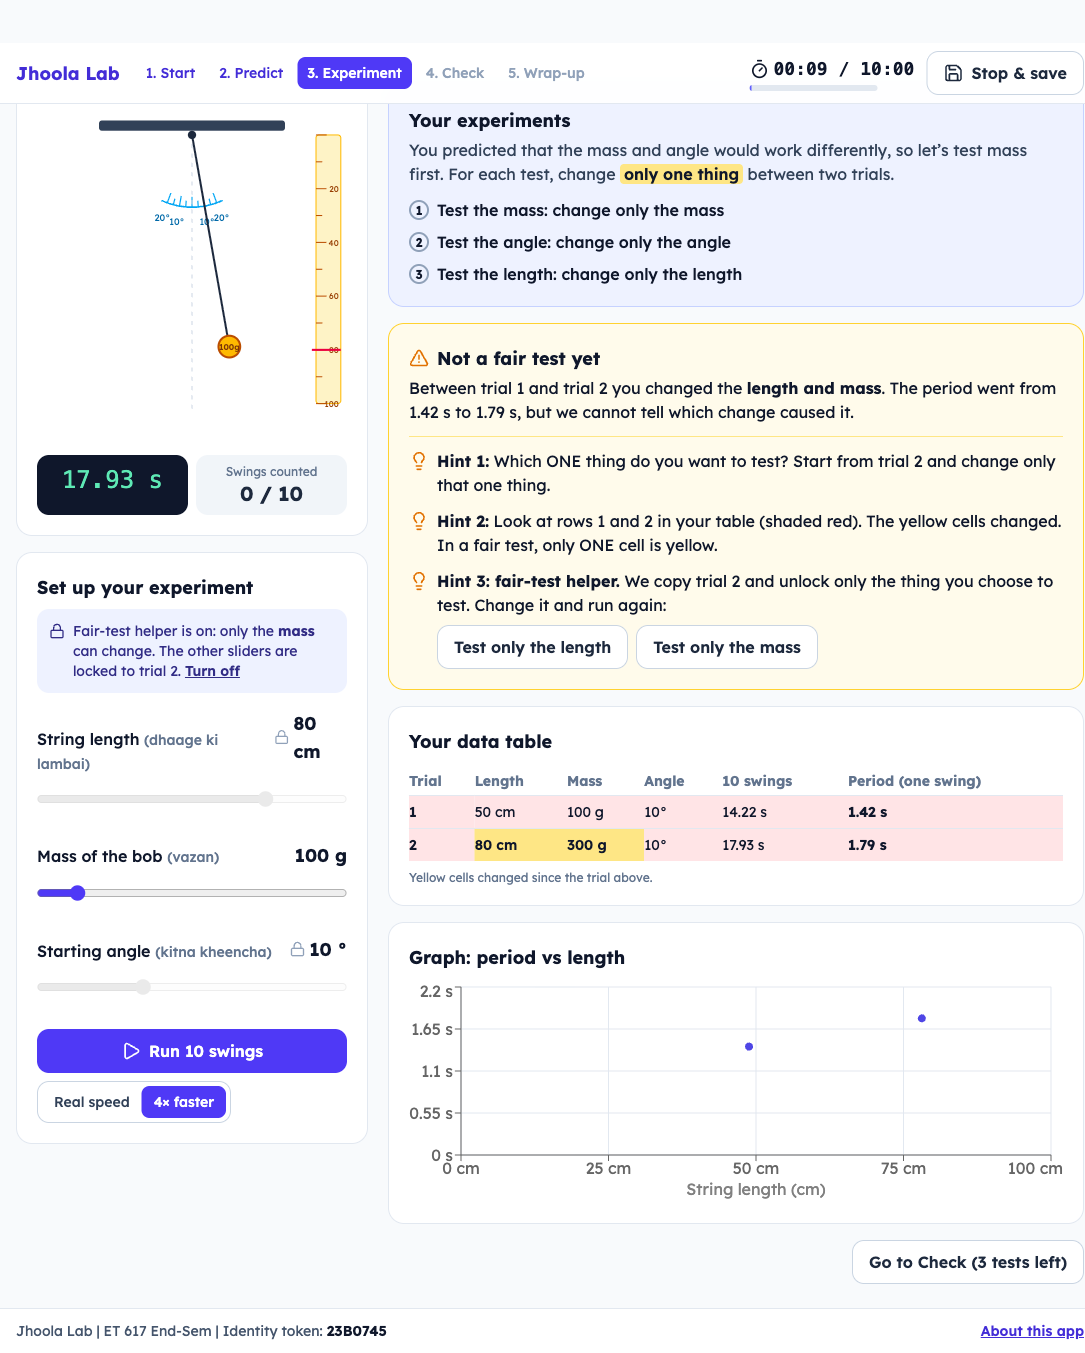 Jhoola Lab
1. Start
2. Predict
3. Experiment
4. Check
5. Wrap-up
00:09 / 10:00
Stop & save
20°
10°
10°
20°
100g
20
40
60
80
100
17.93 s
Swings counted
0 / 10
Set up your experiment
Fair-test helper is on: only the mass
can change. The other sliders are
locked to trial 2. Turn off
String length (dhaage ki
lambai)
80
cm
Mass of the bob (vazan)
100 g
Starting angle (kitna kheencha)
10 °
Run 10 swings
Real speed
4× faster
Your experiments
You predicted that the mass and angle would work differently, so let's test mass
first. For each test, change only one thing between two trials.
1 Test the mass: change only the mass
2 Test the angle: change only the angle
3 Test the length: change only the length
Not a fair test yet
Between trial 1 and trial 2 you changed the length and mass. The period went from
1.42 s to 1.79 s, but we cannot tell which change caused it.
Hint 1: Which ONE thing do you want to test? Start from trial 2 and change only
that one thing.
Hint 2: Look at rows 1 and 2 in your table (shaded red). The yellow cells changed.
In a fair test, only ONE cell is yellow.
Hint 3: fair-test helper. We copy trial 2 and unlock only the thing you choose to
test. Change it and run again:
Test only the length
Test only the mass
Your data table
Trial Length Mass Angle 10 swings Period (one swing)
1 50 cm 100 g 10° 14.22 s 1.42 s
2 80 cm 300 g 10° 17.93 s 1.79 s
Yellow cells changed since the trial above.
Graph: period vs length
2.2 s
1.65 s
1.1 s
0.55 s
0 s
0 cm 25 cm 50 cm 75 cm 100 cm
String length (cm)
Go to Check (3 tests left)
Jhoola Lab | ET 617 End-Sem | Identity token: 23B0745
About this app